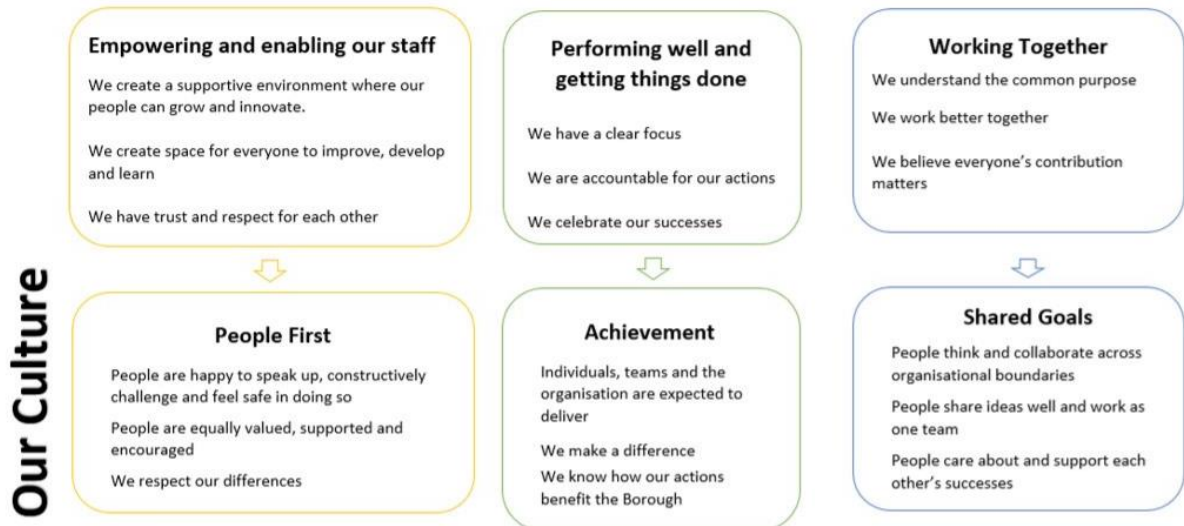 Empowering and enabling our staff
We create a supportive environment where our
people can grow and innovate.
We create space for everyone to improve, develop
and learn
We have trust and respect for each other
Performing well and
getting things done
We have a clear focus
We are accountable for our actions
We celebrate our successes
Working Together
We understand the common purpose
We work better together
We believe everyone’s contribution
matters
Our Culture
People First
People are happy to speak up, constructively
challenge and feel safe in doing so
People are equally valued, supported and
encouraged
We respect our differences
Achievement
Individuals, teams and the
organisation are expected to
deliver
We make a difference
We know how our actions
benefit the Borough
Shared Goals
People think and collaborate across
organisational boundaries
People share ideas well and work as
one team
People care about and support each
other’s successes